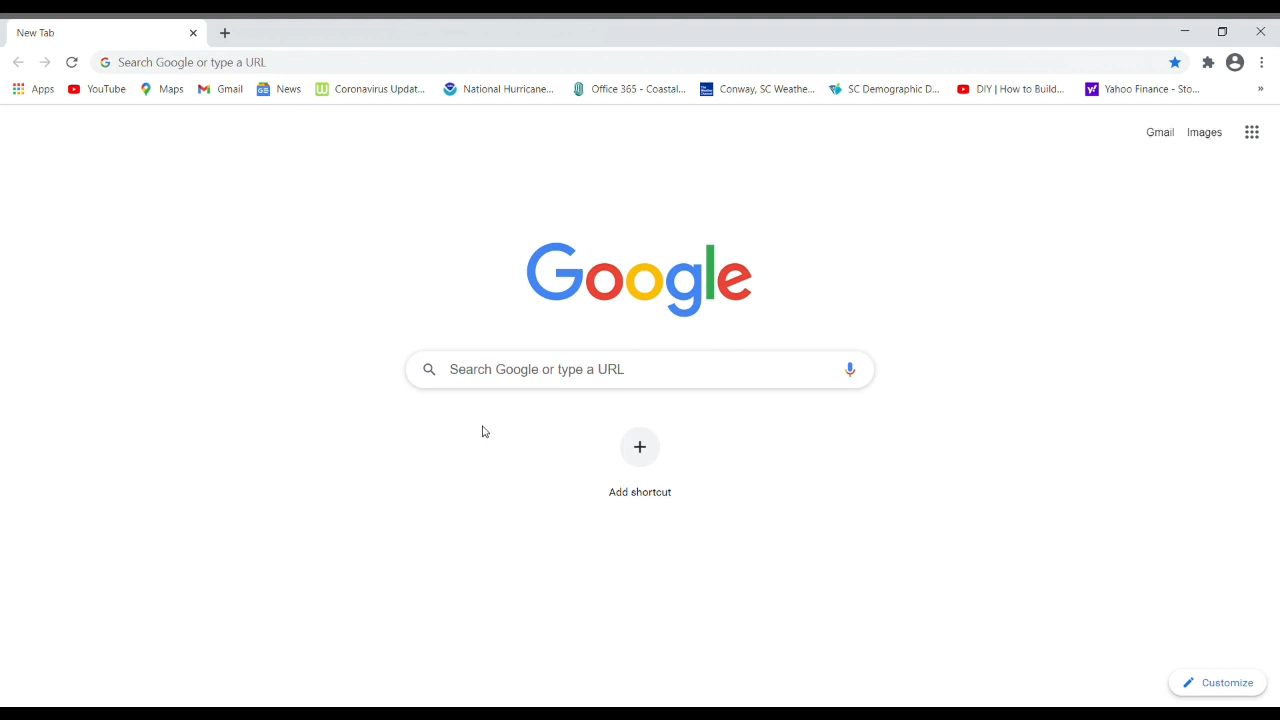 New Tab
Search Google or type a URL
Apps YouTube Maps Gmail News Coronavirus Updat... National Hurricane... Office 365 - Coastal... Conway, SC Weathe... SC Demographic D... DIY | How to Build... Yahoo Finance - Sto... »
Gmail Images
Google
Search Google or type a URL
Add shortcut
Customize